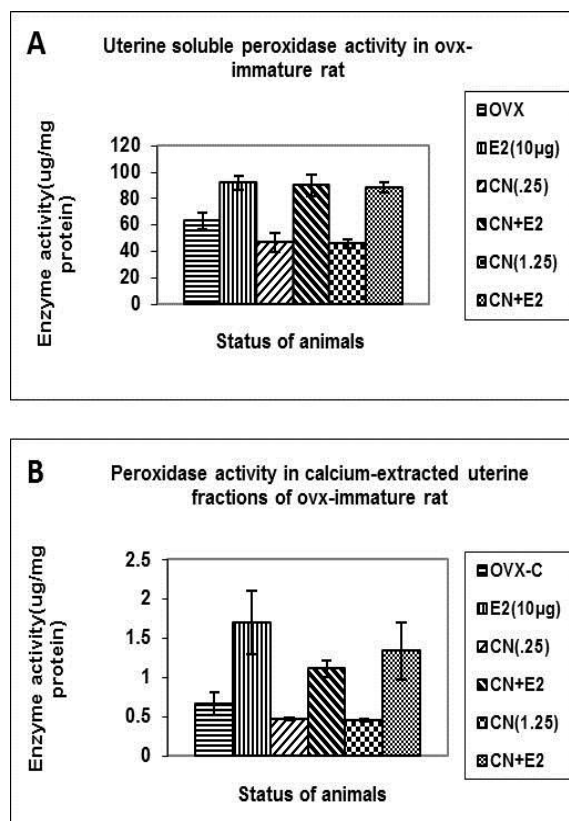 A
Uterine soluble peroxidase activity in ovx-
immature rat
Enzyme activity(ug/mg
protein)
120
100
80
60
40
20
0
Status of animals
OVX
E2(10µg)
CN(.25)
CN+E2
CN(1.25)
CN+E2
B
Peroxidase activity in calcium-extracted uterine
fractions of ovx-immature rat
Enzyme activity(ug/mg
protein)
2.5
2
1.5
1
0.5
0
Status of animals
OVX-C
E2(10µg)
CN(.25)
CN+E2
CN(1.25)
CN+E2